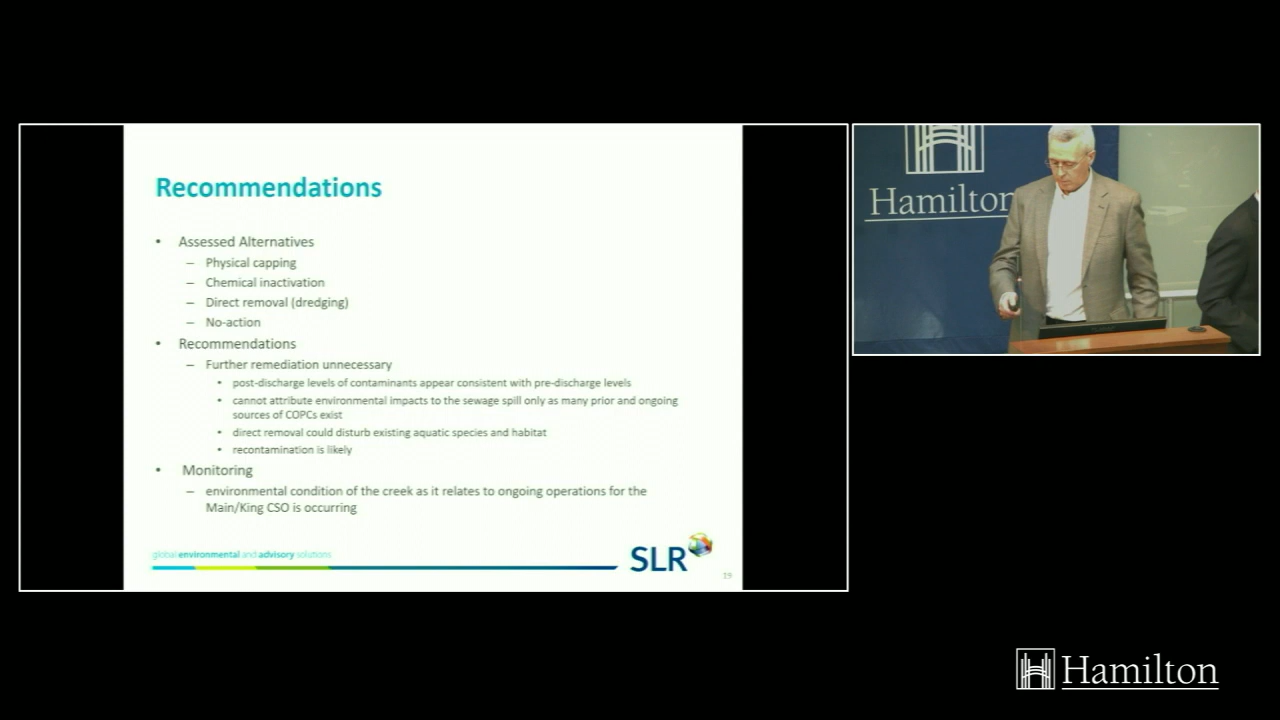 Recommendations
• Assessed Alternatives
– Physical capping
– Chemical inactivation
– Direct removal (dredging)
– No-action
• Recommendations
– Further remediation unnecessary
• post-discharge levels of contaminants appear consistent with pre-discharge levels
• cannot attribute environmental impacts to the sewage spill only as many prior and ongoing
sources of COPCs exist
• direct removal could disturb existing aquatic species and habitat
• recontamination is likely
• Monitoring
– environmental condition of the creek as it relates to ongoing operations for the
Main/King CSO is occurring
global environmental and advisory solutions
SLR
19
Hamilton
Hamilton